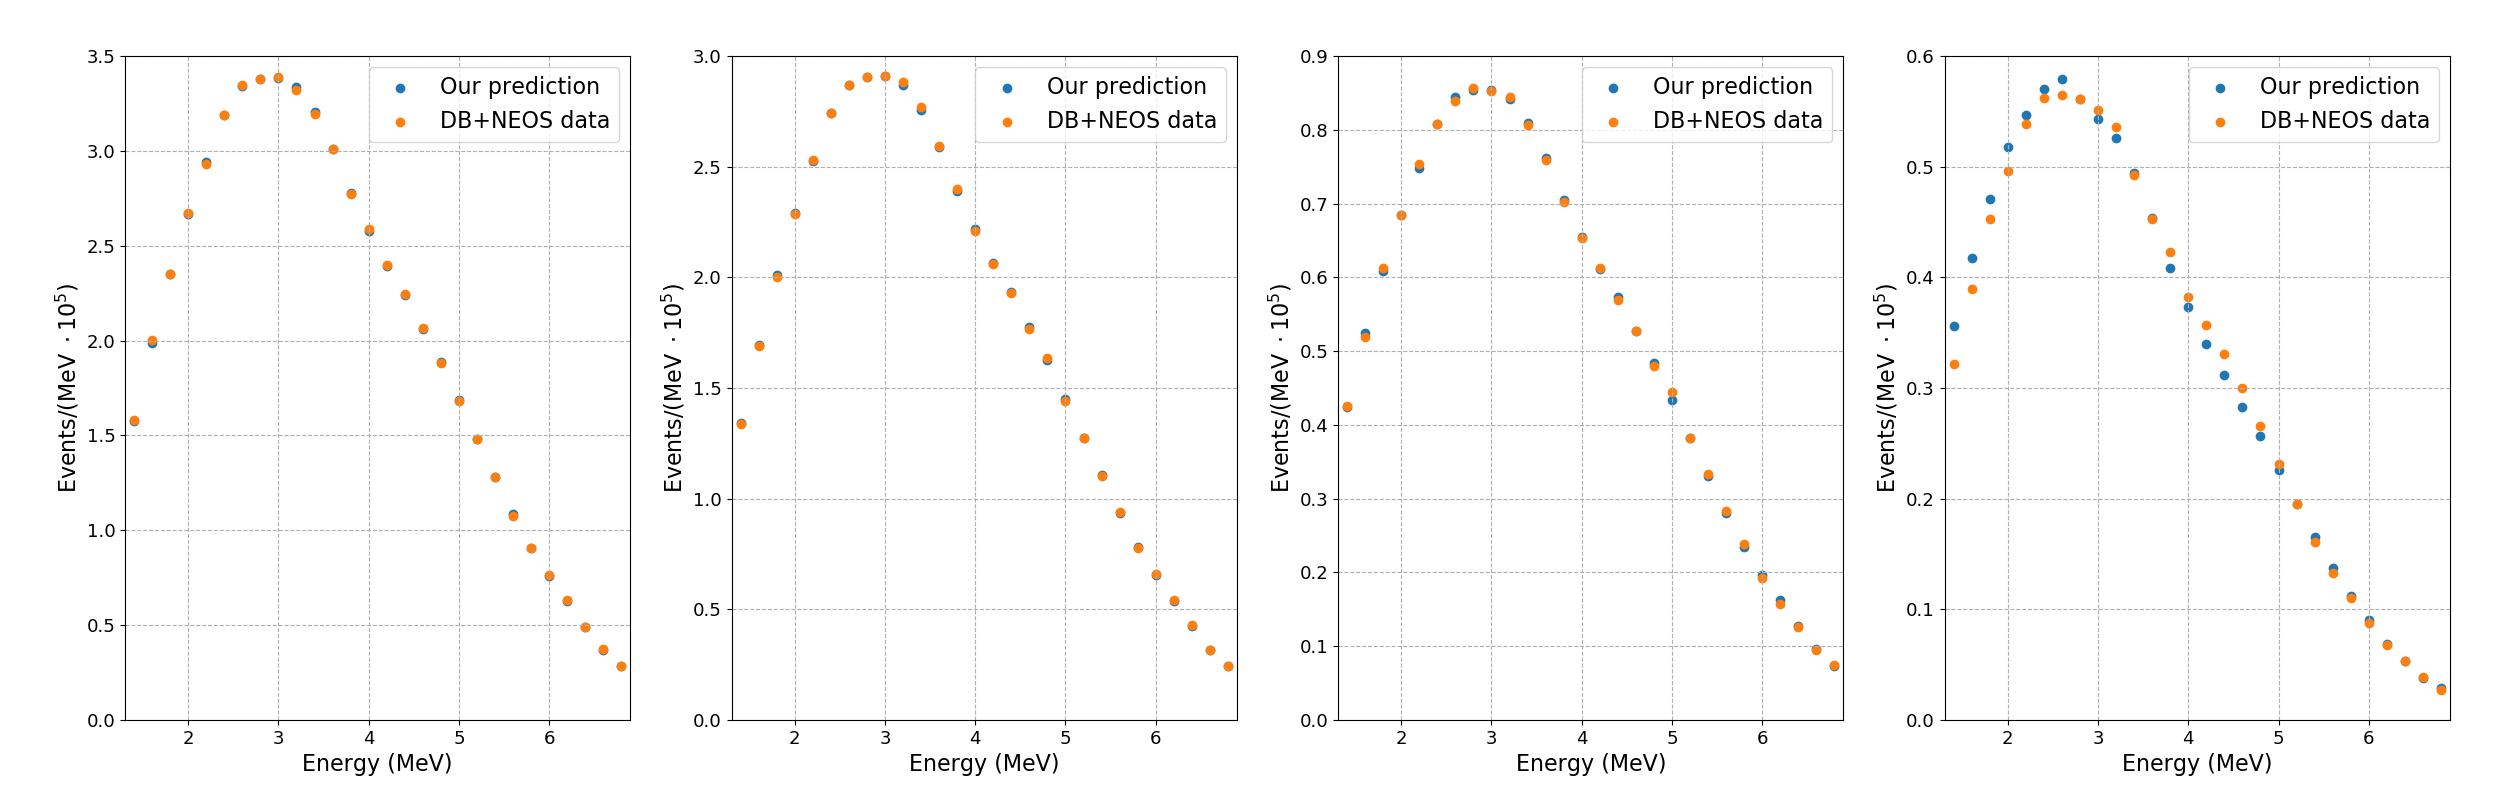 3.5
3.0
2.5
2.0
1.5
1.0
0.5
0.0
Events/(MeV · 10⁵)
Our prediction
DB+NEOS data
2 3 4 5 6
Energy (MeV)
3.0
2.5
2.0
1.5
1.0
0.5
0.0
Events/(MeV · 10⁵)
Our prediction
DB+NEOS data
2 3 4 5 6
Energy (MeV)
0.9
0.8
0.7
0.6
0.5
0.4
0.3
0.2
0.1
0.0
Events/(MeV · 10⁵)
Our prediction
DB+NEOS data
2 3 4 5 6
Energy (MeV)
0.6
0.5
0.4
0.3
0.2
0.1
0.0
Events/(MeV · 10⁵)
Our prediction
DB+NEOS data
2 3 4 5 6
Energy (MeV)